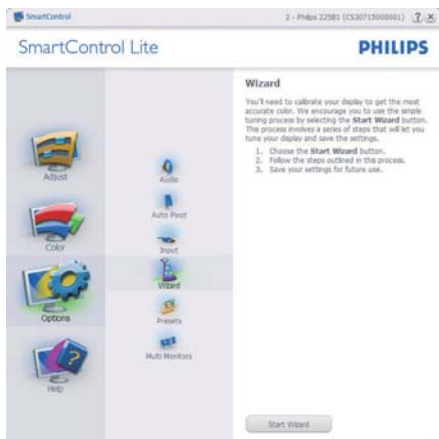 SmartControl
2 - Philips 225B1 (CS30715000001)
SmartControl Lite
PHILIPS
Adjust
Color
Options
Help
Audio
Auto Pivot
Input
Wizard
Presets
Multi Monitors
Wizard
You'll need to calibrate your display to get the most
accurate color. We encourage you to use the simple
tuning process by selecting the Start Wizard button.
This process involves a series of steps that will let you
tune your display and save the settings.
1. Choose the Start Wizard button.
2. Follow the steps outlined in this process.
3. Save your settings for future use.
Start Wizard